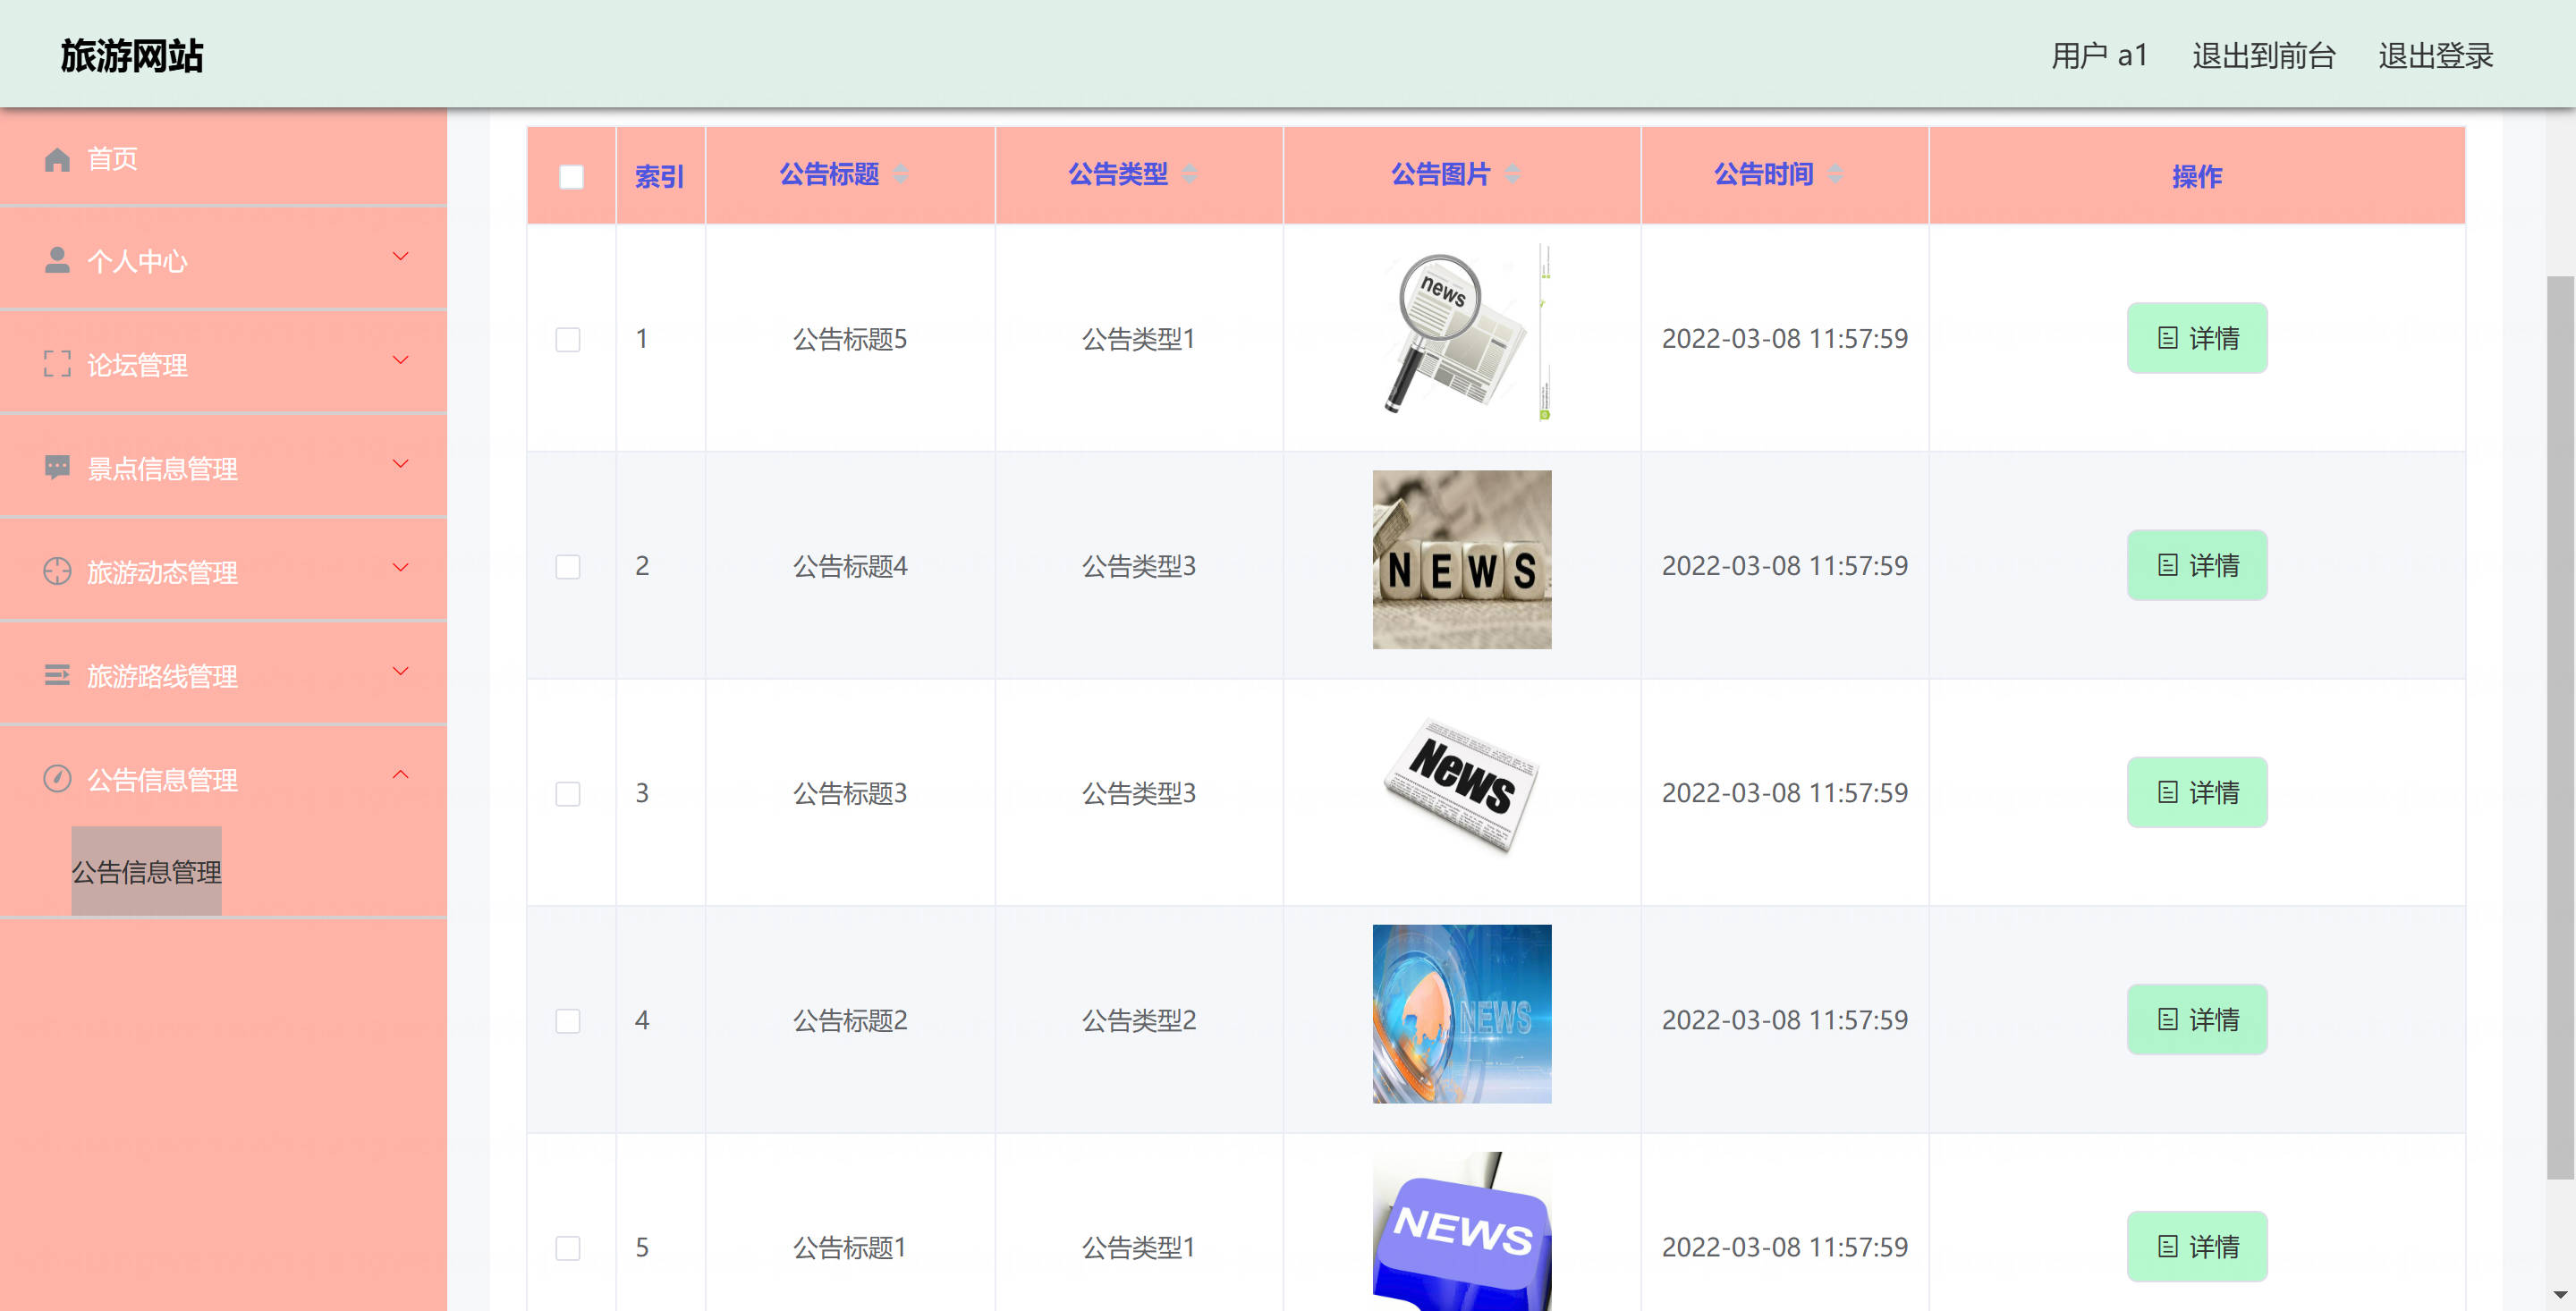 旅游网站
用户 a1 退出到前台 退出登录
首页
个人中心
论坛管理
景点信息管理
旅游动态管理
旅游路线管理
公告信息管理
公告信息管理
索引 公告标题 公告类型 公告图片 公告时间 操作
news
1 公告标题5 公告类型1 2022-03-08 11:57:59 详情
2 公告标题4 公告类型3 2022-03-08 11:57:59 详情
NEWS
News
3 公告标题3 公告类型3 2022-03-08 11:57:59 详情
NEWS
4 公告标题2 公告类型2 2022-03-08 11:57:59 详情
NEWS
5 公告标题1 公告类型1 2022-03-08 11:57:59 详情